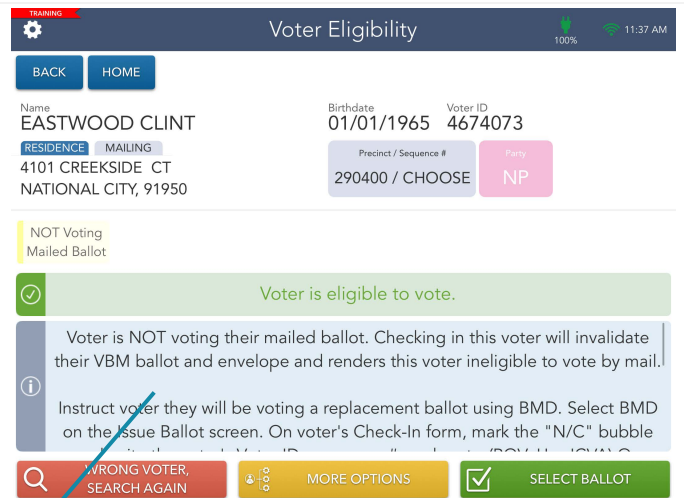 TRAINING
Voter Eligibility
100%
11:37 AM
BACK
HOME
Name
EASTWOOD CLINT
Birthdate
01/01/1965
Voter ID
4674073
RESIDENCE
MAILING
4101 CREEKSIDE CT
NATIONAL CITY, 91950
Precinct / Sequence #
290400 / CHOOSE
Party
NP
NOT Voting
Mailed Ballot
Voter is eligible to vote.
Voter is NOT voting their mailed ballot. Checking in this voter will invalidate
their VBM ballot and envelope and renders this voter ineligible to vote by mail.
Instruct voter they will be voting a replacement ballot using BMD. Select BMD
on the Issue Ballot screen. On voter's Check-In form, mark the "N/C" bubble
WRONG VOTER,
SEARCH AGAIN
MORE OPTIONS
SELECT BALLOT